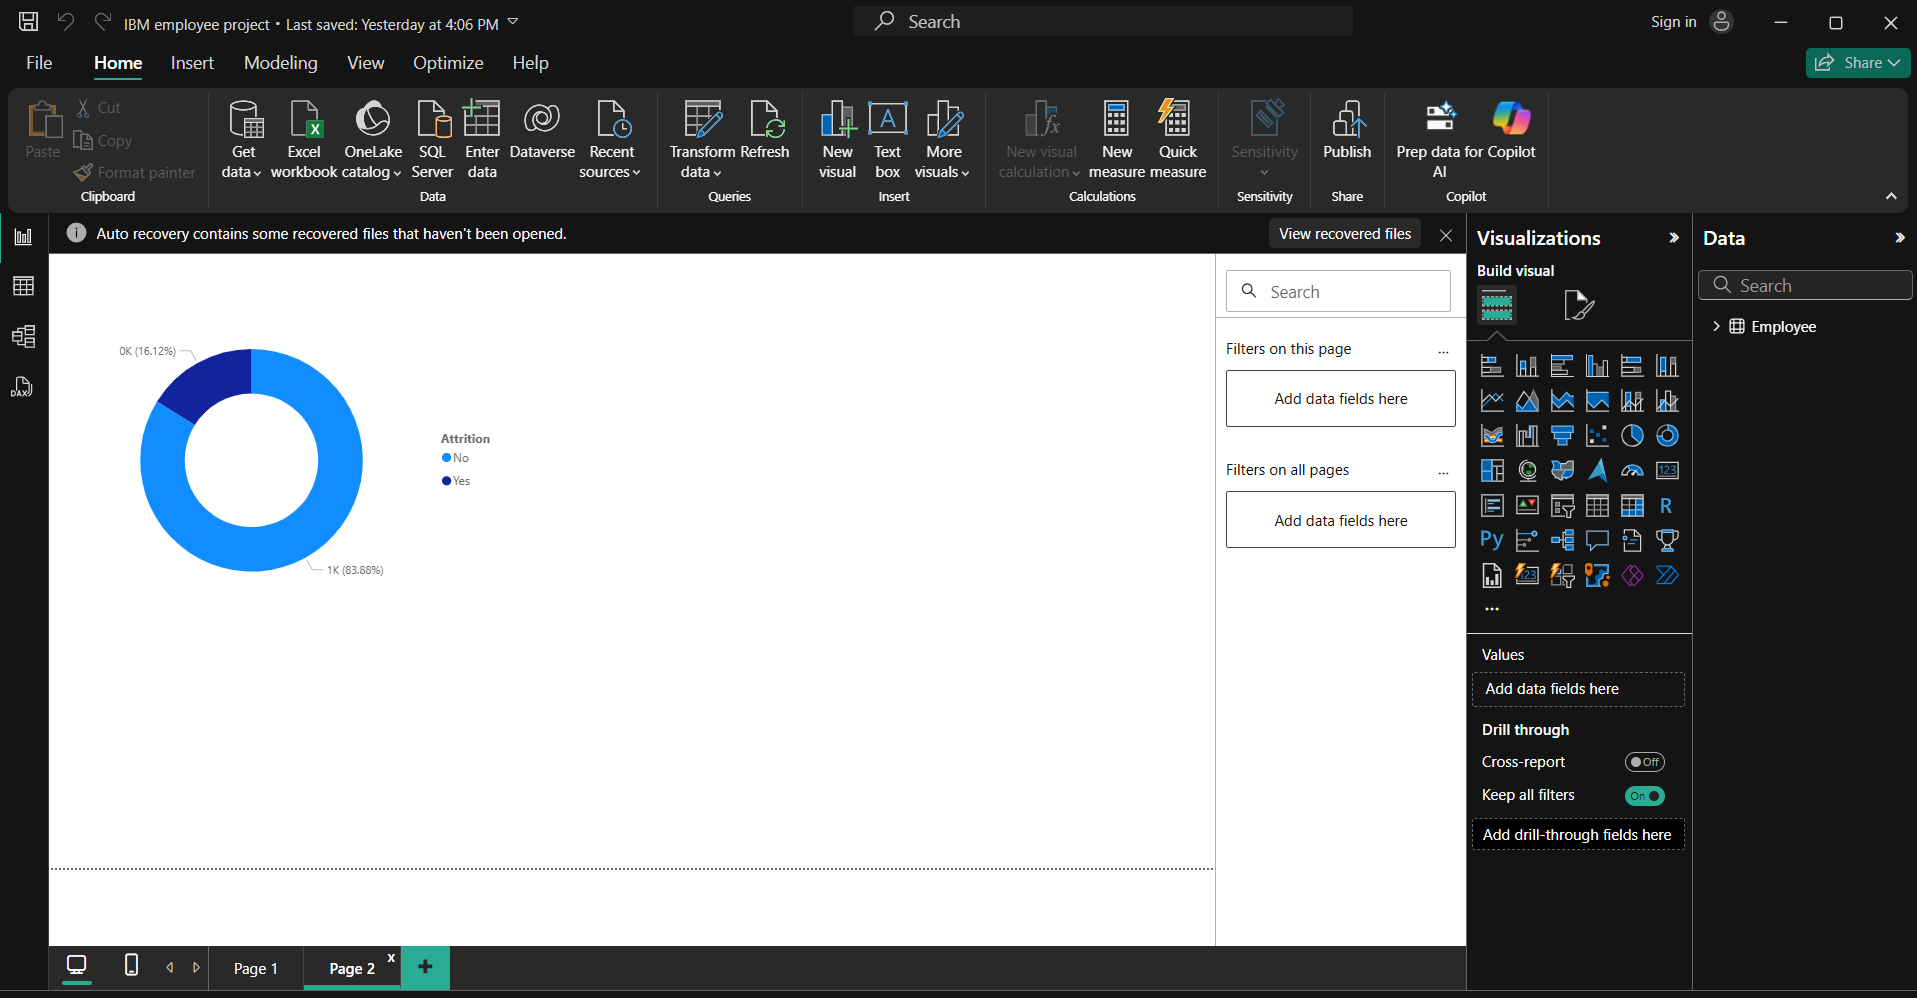 IBM employee project • Last saved: Yesterday at 4:06 PM
Search
Sign in
File
Home
Insert
Modeling
View
Optimize
Help
Share
Paste
Cut
Copy
Format painter
Clipboard
Get data
Excel workbook
OneLake catalog
SQL Server
Enter data
Dataverse
Recent sources
Data
Transform data
Refresh
Queries
New visual
Text box
More visuals
Insert
New visual calculation
New measure
Quick measure
Calculations
Sensitivity
Sensitivity
Publish
Share
Prep data for AI
Copilot
Copilot
DAX
Auto recovery contains some recovered files that haven't been opened.
View recovered files
0K (16.12%)
1K (83.88%)
Attrition
No
Yes
Search
Filters on this page
...
Add data fields here
Filters on all pages
...
Add data fields here
Visualizations
Build visual
123
R
Py
123
...
Values
Add data fields here
Drill through
Cross-report
Off
Keep all filters
On
Add drill-through fields here
Data
Search
Employee
Page 1
Page 2
x
+